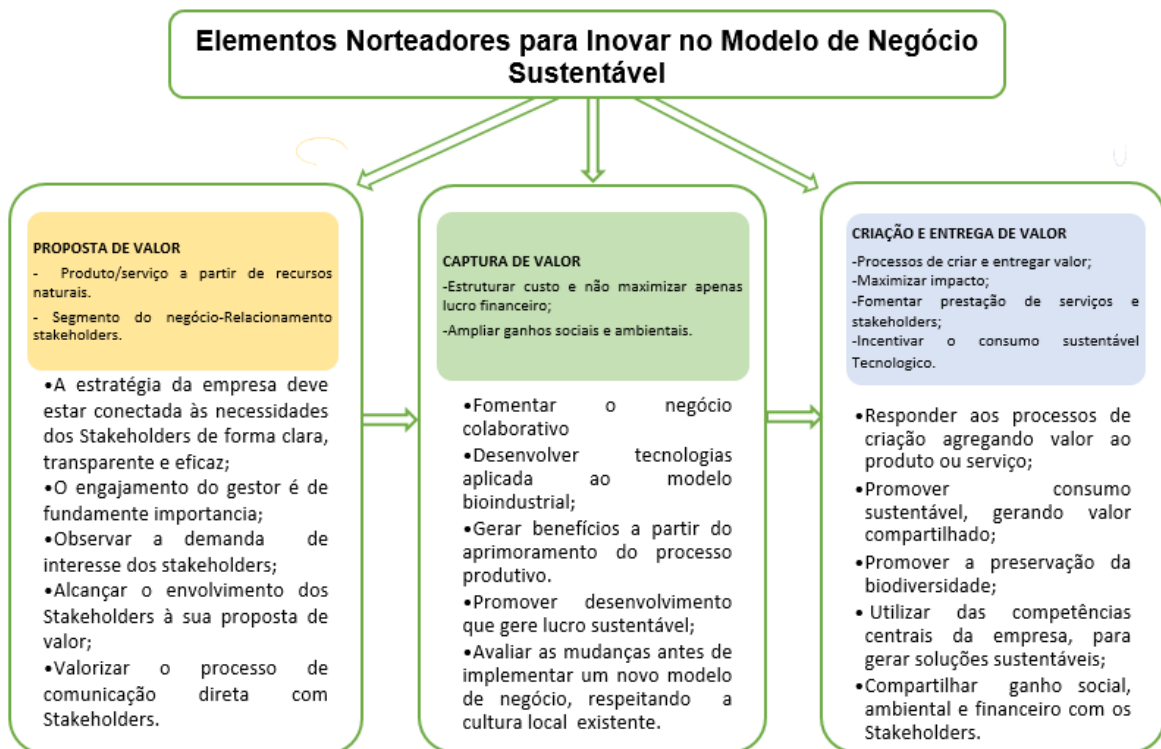 Elementos Norteadores para Inovar no Modelo de Negócio
Sustentável
PROPOSTA DE VALOR
- Produto/serviço a partir de recursos
naturais.
- Segmento do negócio-Relacionamento
stakeholders.
•A estratégia da empresa deve
estar conectada às necessidades
dos Stakeholders de forma clara,
transparente e eficaz;
•O engajamento do gestor é de
fundamente importancia;
•Observar a demanda de
interesse dos stakeholders;
•Alcançar o envolvimento dos
Stakeholders à sua proposta de
valor;
•Valorizar o processo de
comunicação direta com
Stakeholders.
CAPTURA DE VALOR
-Estruturar custo e não maximizar apenas
lucro financeiro;
-Ampliar ganhos sociais e ambientais.
•Fomentar o negócio
colaborativo
•Desenvolver tecnologias
aplicada ao modelo
bioindustrial;
•Gerar benefícios a partir do
aprimoramento do processo
produtivo.
•Promover desenvolvimento
que gere lucro sustentável;
•Avaliar as mudanças antes de
implementar um novo modelo
de negócio, respeitando a
cultura local existente.
CRIAÇÃO E ENTREGA DE VALOR
-Processos de criar e entregar valor;
-Maximizar impacto;
-Fomentar prestação de serviços e
stakeholders;
-Incentivar o consumo sustentável
Tecnologico.
•Responder aos processos de
criação agregando valor ao
produto ou serviço;
•Promover consumo
sustentável, gerando valor
compartilhado;
•Promover a preservação da
biodiversidade;
• Utilizar das competências
centrais da empresa, para
gerar soluções sustentáveis;
•Compartilhar ganho social,
ambiental e financeiro com os
Stakeholders.